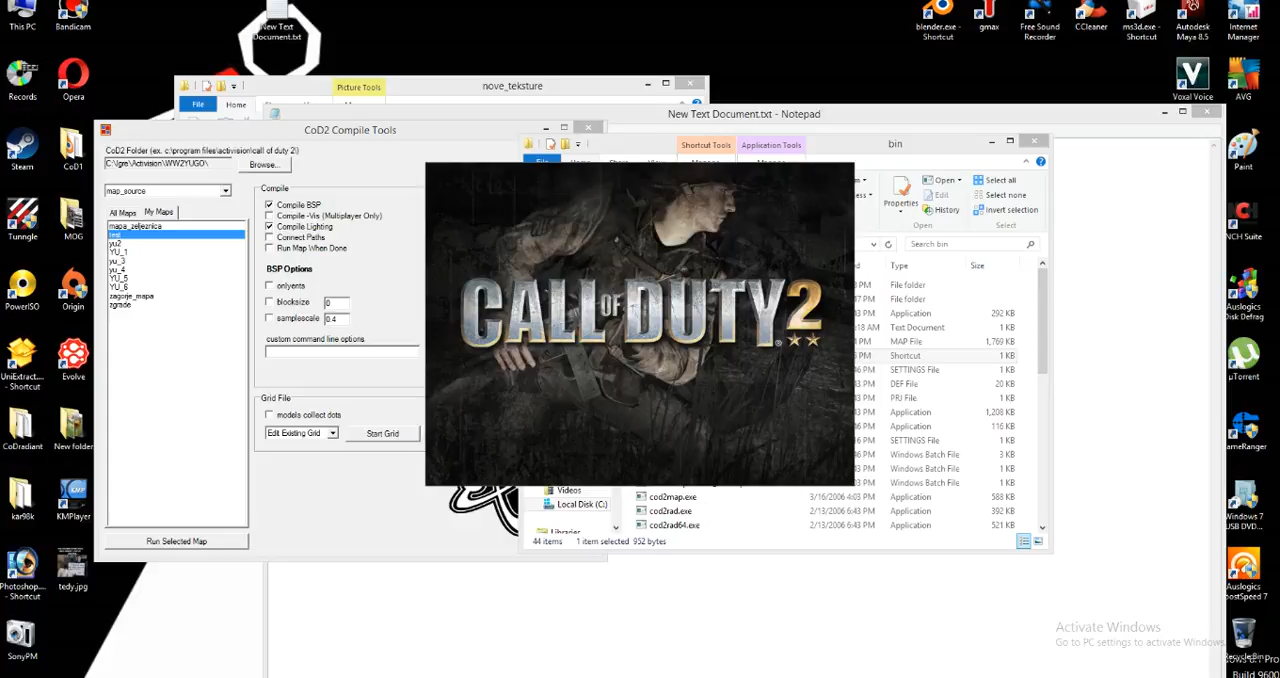 This PC
Bandicam
New Text
Document.txt
blender.exe -
Shortcut
gmax
Free Sound
Recorder
CCleaner
ms3d.exe -
Shortcut
Autodesk
Maya 8.5
Internet
Manager
Records
Opera
Voxal Voice
AVG
Steam
CoD1
Paint
Tunngle
MOG
NCH Suite
PowerISO
Origin
Auslogics
Disk Defrag
UniExtract...
- Shortcut
Evolve
µTorrent
CoDradiant
New folder
GameRanger
kar98k
KMPlayer
Windows 7
USB DVD...
Photoshop....
- Shortcut
tedy.jpg
Auslogics
BoostSpeed 7
SonyPM
Recycle Bin
Picture Tools
nove_teksture
File
Home
New Text Document.txt - Notepad
CoD2 Compile Tools
CoD2 Folder (ex. c:\program files\activision\call of duty 2\)
C:\Igre\Activision\WW2YUGO\
Browse...
map_source
All Maps
My Maps
mapa_zeljeznica
test
yu2
YU_1
yu_3
yu_4
YU_5
YU_6
zagorje_mapa
zgrade
Run Selected Map
Compile
Compile BSP
Compile -Vis (Multiplayer Only)
Compile Lighting
Connect Paths
Run Map When Done
BSP Options
onlyents
blocksize
0
samplescale
0.4
custom command line options
Grid File
models collect dots
Edit Existing Grid
Start Grid
Shortcut Tools
Application Tools
bin
Properties
Open
Edit
History
Open
Select all
Select none
Invert selection
Select
Search bin
Type
Size
File folder
File folder
Application
292 KB
Text Document
1 KB
MAP File
1,769 KB
Shortcut
1 KB
SETTINGS File
1 KB
DEF File
20 KB
PRJ File
1 KB
Application
1,208 KB
Application
116 KB
SETTINGS File
1 KB
Windows Batch File
3 KB
Windows Batch File
1 KB
Windows Batch File
1 KB
cod2map.exe
3/16/2006 4:03 PM
Application
588 KB
cod2rad.exe
2/13/2006 6:43 PM
Application
392 KB
cod2rad64.exe
2/13/2006 6:43 PM
Application
521 KB
Videos
Local Disk (C:)
Libraries
44 items
1 item selected 952 bytes
CALL OF DUTY 2
Activate Windows
Go to PC settings to activate Windows.
Windows 8.1 Pro
Build 9600